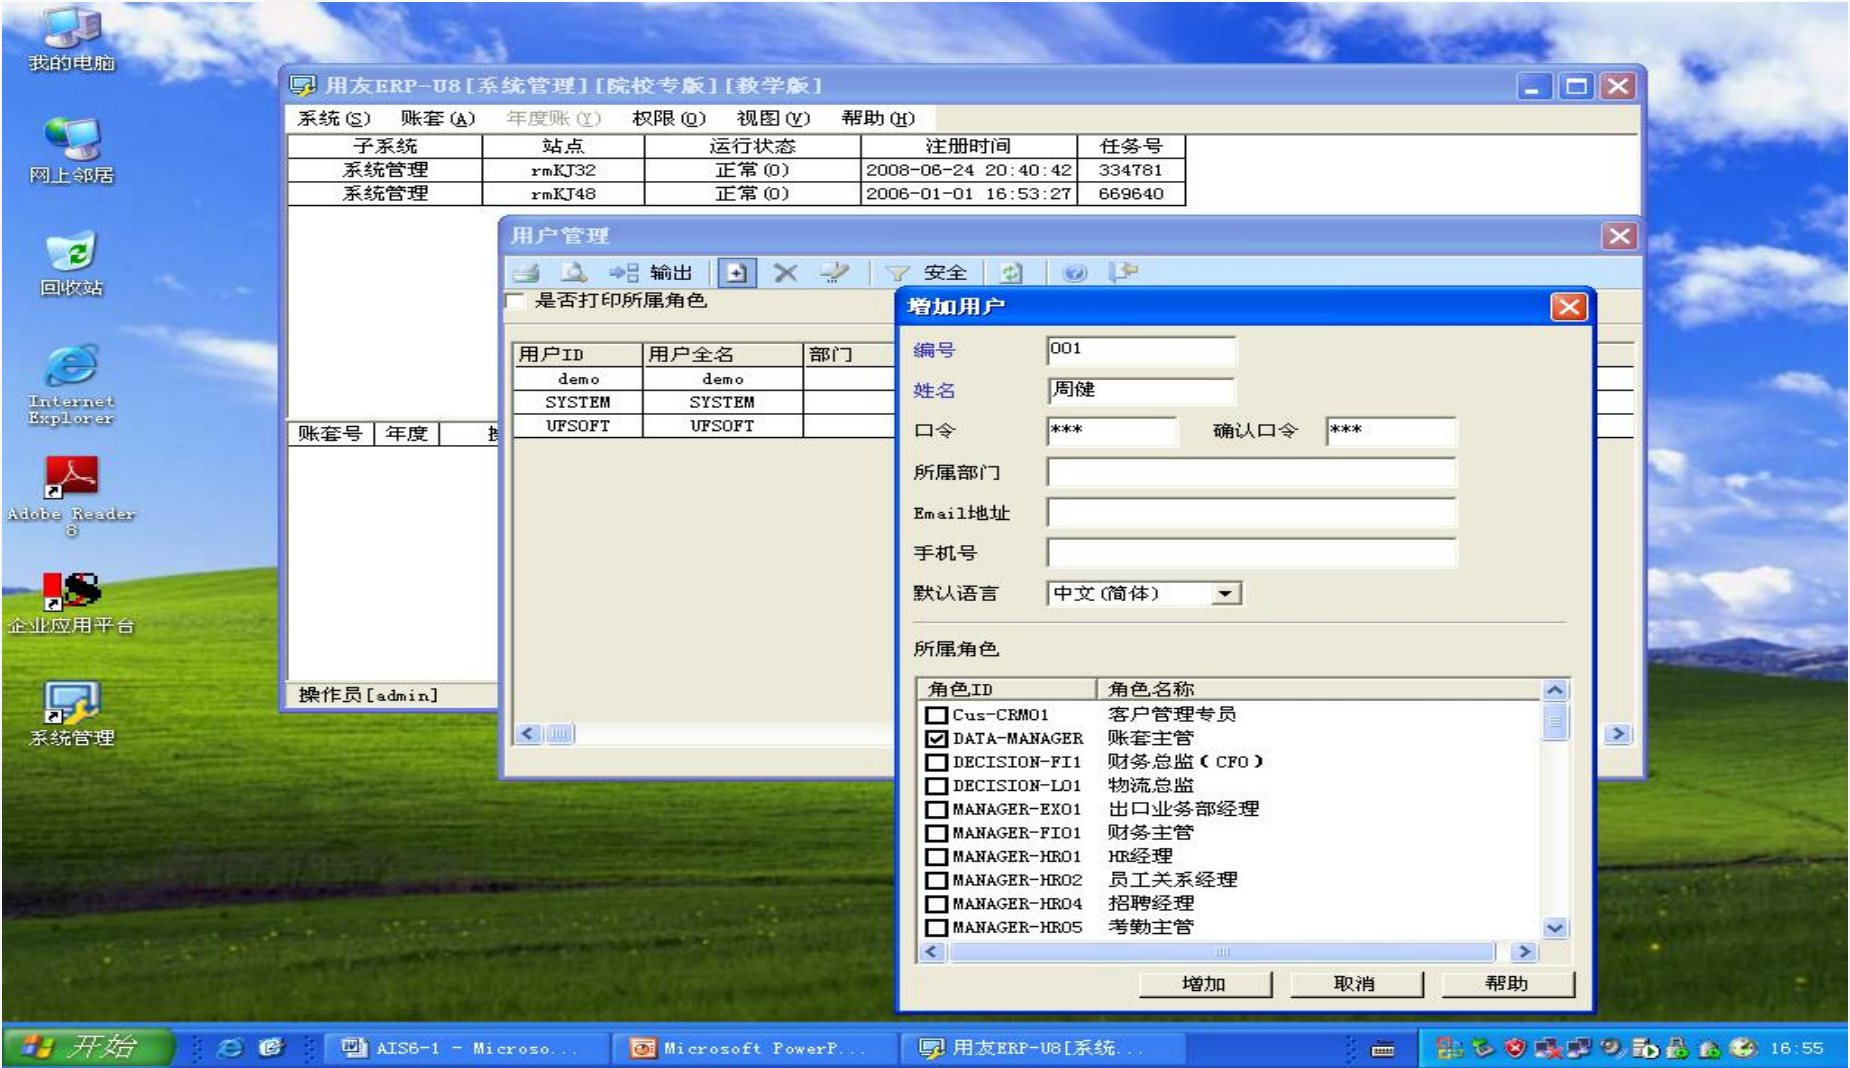 我的电脑
网上邻居
回收站
Internet
Explorer
Adobe Reader
8
企业应用平台
系统管理
用友ERP-U8[系统管理][院校专版][教学版]
系统(S) 账套(A) 年度账(Y) 权限(O) 视图(V) 帮助(H)
子系统 站点 运行状态 注册时间 任务号
系统管理 rmKJ32 正常(0) 2008-06-24 20:40:42 334781
系统管理 rmKJ48 正常(0) 2006-01-01 16:53:27 669640
账套号 年度
操作员[admin]
用户管理
输出 安全
是否打印所属角色
用户ID 用户全名 部门
demo demo
SYSTEM SYSTEM
UFSOFT UFSOFT
增加用户
编号 001
姓名 周健
口令 *** 确认口令 ***
所属部门
Email地址
手机号
默认语言 中文(简体)
所属角色
角色ID 角色名称
Cus-CRM01 客户管理专员
DATA-MANAGER 账套主管
DECISION-FI1 财务总监(CFO)
DECISION-LO1 物流总监
MANAGER-EX01 出口业务部经理
MANAGER-FI01 财务主管
MANAGER-HR01 HR经理
MANAGER-HR02 员工关系经理
MANAGER-HR04 招聘经理
MANAGER-HR05 考勤主管
增加 取消 帮助
开始 AIS6-1 - Microso... Microsoft PowerP... 用友ERP-U8[系统... 16:55